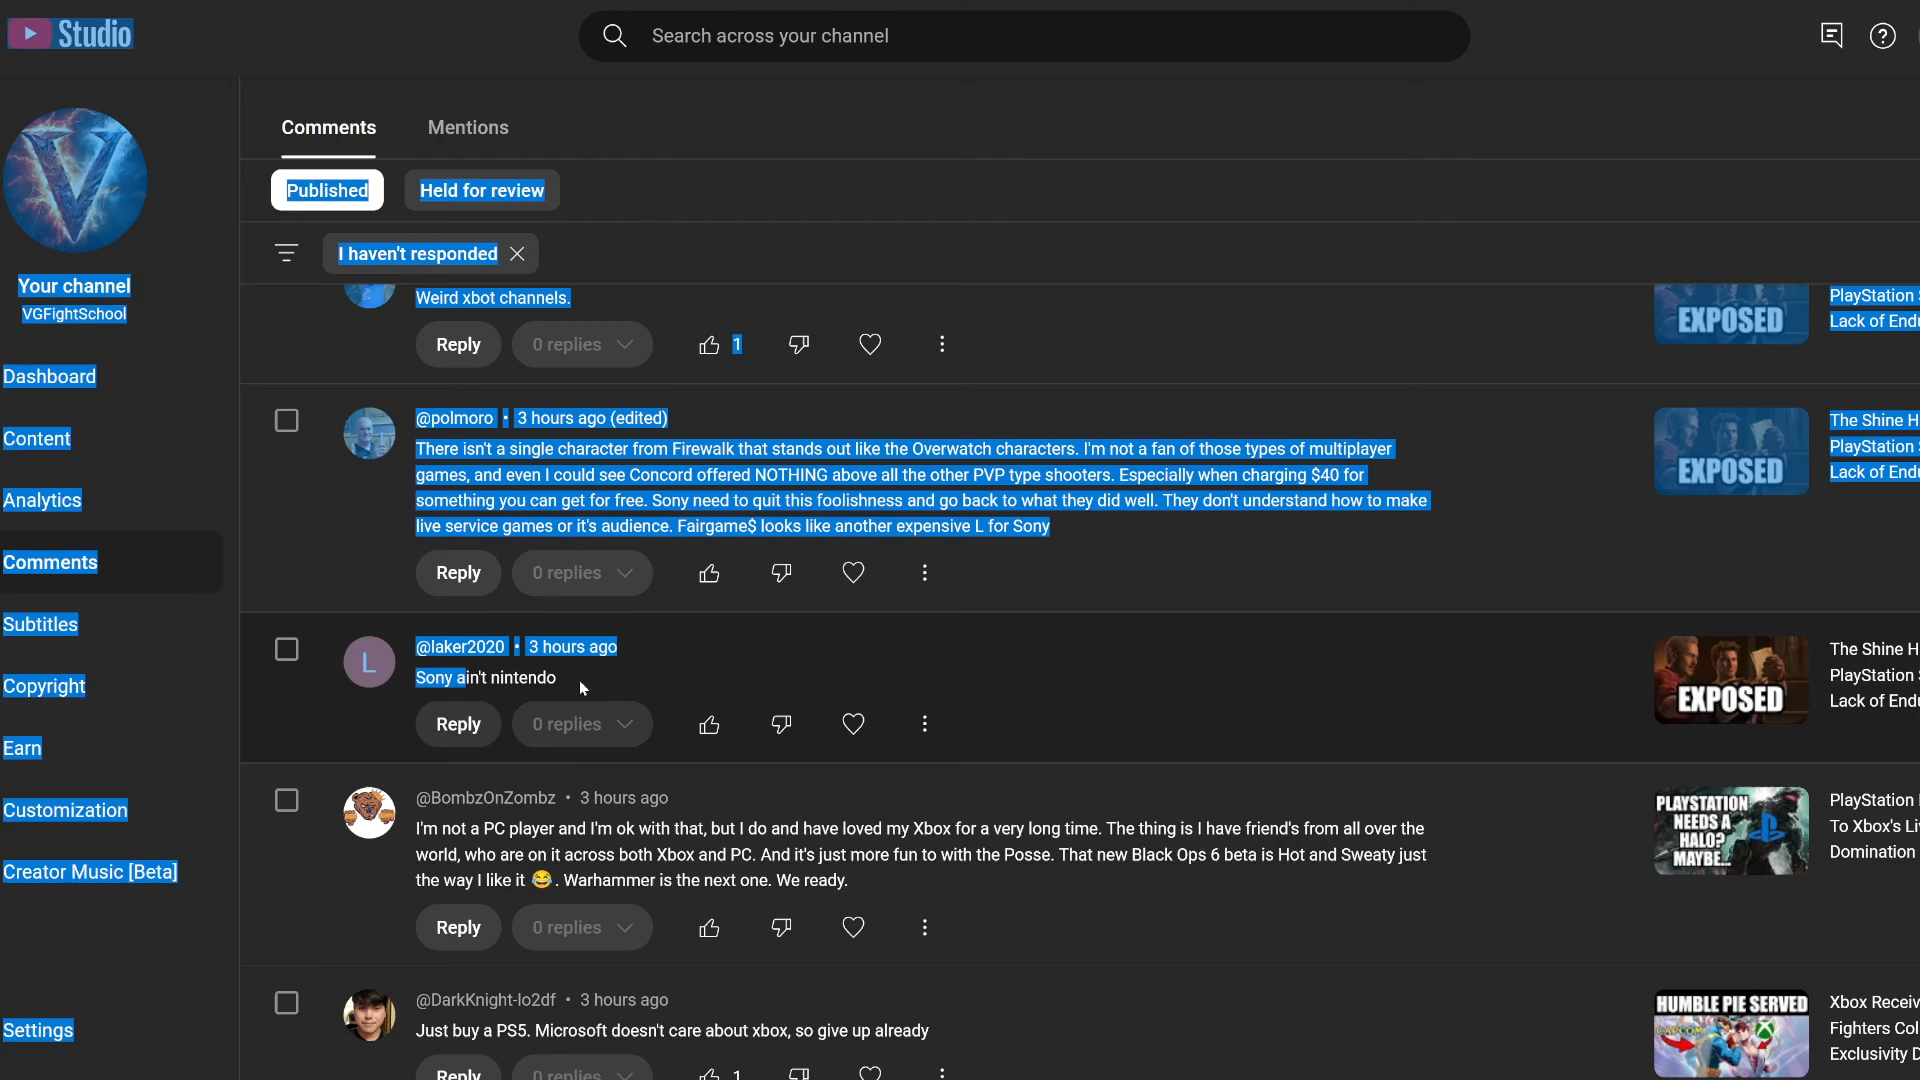 Studio
Search across your channel
Comments
Mentions
Published
Held for review
I haven't responded
Your channel
VGFightSchool
Dashboard
Content
Analytics
Comments
Subtitles
Copyright
Earn
Customization
Creator Music [Beta]
Settings
Weird xbot channels.
Reply
0 replies
1
EXPOSED
PlayStation
Lack of
@polmoro • 3 hours ago (edited)
There isn't a single character from Firewalk that stands out like the Overwatch characters. I'm not a fan of those types of multiplayer
games, and even I could see Concord offered NOTHING above all the other PVP type shooters. Especially when charging $40 for
something you can get for free. Sony need to quit this foolishness and go back to what they did well. They don't understand how to make
live service games or it's audience. Fairgame$ looks like another expensive L for Sony
Reply
0 replies
EXPOSED
The Shine
PlayStation
Lack of
L
@laker2020 • 3 hours ago
Sony ain't nintendo
Reply
0 replies
EXPOSED
The Shine
PlayStation
Lack of
@BombzOnZombz • 3 hours ago
I'm not a PC player and I'm ok with that, but I do and have loved my Xbox for a very long time. The thing is I have friend's from all over the
world, who are on it across both Xbox and PC. And it's just more fun to with the Posse. That new Black Ops 6 beta is Hot and Sweaty just
the way I like it 😂 . Warhammer is the next one. We ready.
Reply
0 replies
PLAYSTATION
NEEDS A
HALO?
MAYBE...
PlayStation
To Xbox's
Domination
@DarkKnight-lo2df • 3 hours ago
Just buy a PS5. Microsoft doesn't care about xbox, so give up already
Reply
0 replies
1
HUMBLE PIE SERVED
CAPCOM
Xbox
Fighters
Exclusivity